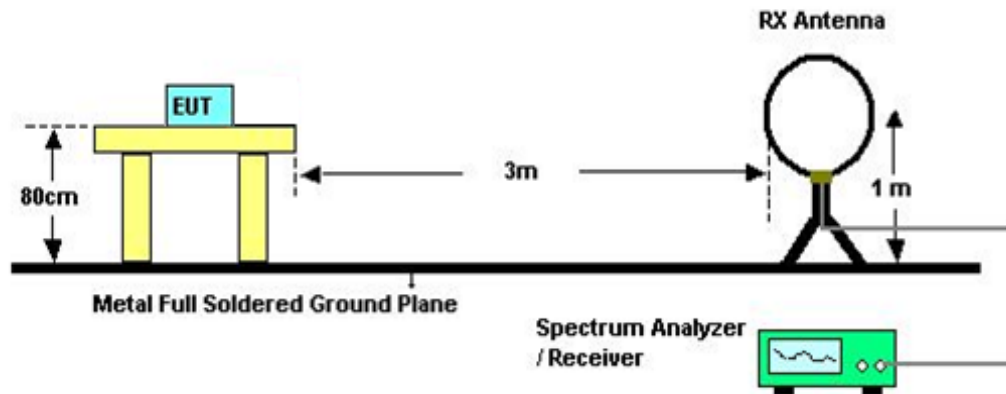 RX Antenna
EUT
3m
80cm
1 m
Metal Full Soldered Ground Plane
Spectrum Analyzer
/ Receiver